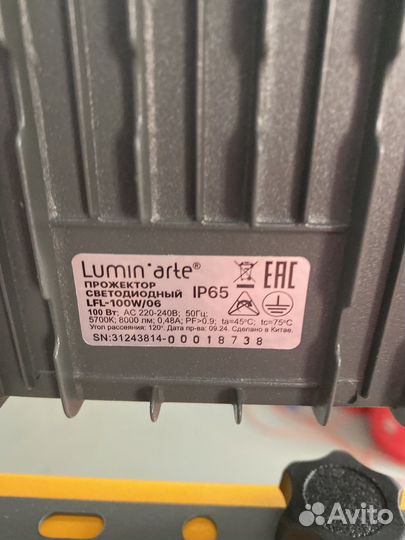 Lumin'arte®
ПРОЖЕКТОР
СВЕТОДИОДНЫЙ IP65
LFL-100W/06
100 Вт; AC 220-240В; 50Гц;
5700К; 8000 лм; 0,48А; PF>0.9; ta=45°C; tc=75°C
Угол рассеяния: 120°. Дата пр-ва: 09.24. Сделано в Китае.
SN:31243814-00018738
EAC
Avito